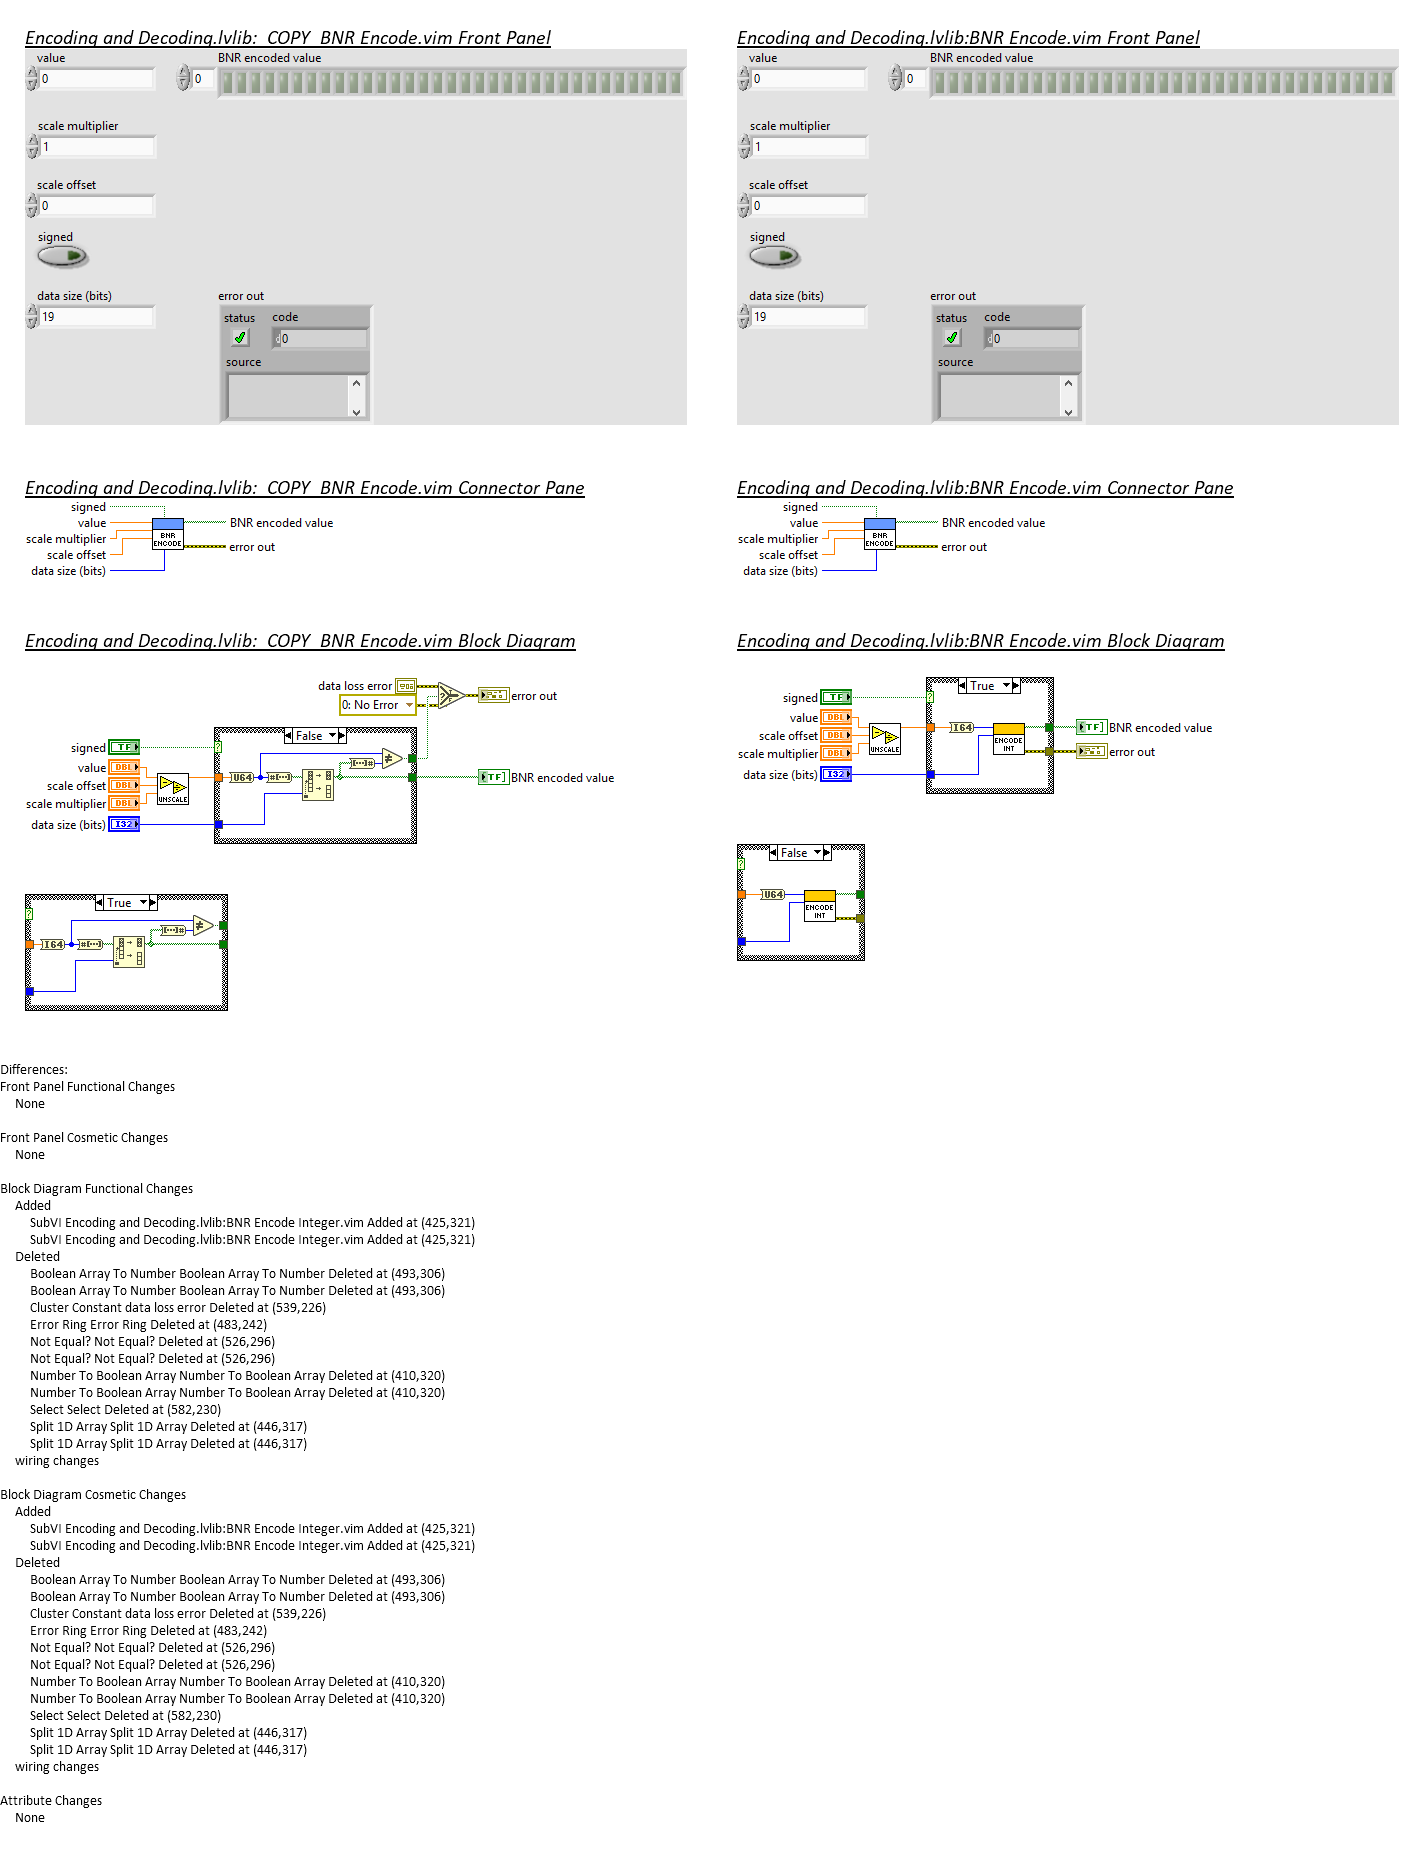 Encoding and Decoding.lvlib:_COPY_BNR Encode.vim Front Panel
value
0
0
BNR encoded value
scale multiplier
1
scale offset
0
signed
data size (bits)
19
error out
status
code
d 0
source
Encoding and Decoding.lvlib:BNR Encode.vim Front Panel
value
0
0
BNR encoded value
scale multiplier
1
scale offset
0
signed
data size (bits)
19
error out
status
code
d 0
source
Encoding and Decoding.lvlib:_COPY_BNR Encode.vim Connector Pane
signed
value
scale multiplier
scale offset
data size (bits)
BNR
ENCODE
BNR encoded value
error out
Encoding and Decoding.lvlib:BNR Encode.vim Connector Pane
signed
value
scale multiplier
scale offset
data size (bits)
BNR
ENCODE
BNR encoded value
error out
Encoding and Decoding.lvlib:_COPY_BNR Encode.vim Block Diagram
data loss error
0: No Error
error out
False
signed
TF
value
DBL
scale offset
DBL
scale multiplier
DBL
data size (bits)
I32
UNSCALE
?
U64
#[...]
[...]#
≠
TF]
BNR encoded value
True
?
I64
#[...]
[...]#
≠
Encoding and Decoding.lvlib:BNR Encode.vim Block Diagram
True
signed
TF
value
DBL
scale offset
DBL
scale multiplier
DBL
data size (bits)
I32
UNSCALE
?
I64
ENCODE
INT
TF]
BNR encoded value
error out
False
?
U64
ENCODE
INT
Differences:
Front Panel Functional Changes
None
Front Panel Cosmetic Changes
None
Block Diagram Functional Changes
Added
SubVI Encoding and Decoding.lvlib:BNR Encode Integer.vim Added at (425,321)
SubVI Encoding and Decoding.lvlib:BNR Encode Integer.vim Added at (425,321)
Deleted
Boolean Array To Number Boolean Array To Number Deleted at (493,306)
Boolean Array To Number Boolean Array To Number Deleted at (493,306)
Cluster Constant data loss error Deleted at (539,226)
Error Ring Error Ring Deleted at (483,242)
Not Equal? Not Equal? Deleted at (526,296)
Not Equal? Not Equal? Deleted at (526,296)
Number To Boolean Array Number To Boolean Array Deleted at (410,320)
Number To Boolean Array Number To Boolean Array Deleted at (410,320)
Select Select Deleted at (582,230)
Split 1D Array Split 1D Array Deleted at (446,317)
Split 1D Array Split 1D Array Deleted at (446,317)
wiring changes
Block Diagram Cosmetic Changes
Added
SubVI Encoding and Decoding.lvlib:BNR Encode Integer.vim Added at (425,321)
SubVI Encoding and Decoding.lvlib:BNR Encode Integer.vim Added at (425,321)
Deleted
Boolean Array To Number Boolean Array To Number Deleted at (493,306)
Boolean Array To Number Boolean Array To Number Deleted at (493,306)
Cluster Constant data loss error Deleted at (539,226)
Error Ring Error Ring Deleted at (483,242)
Not Equal? Not Equal? Deleted at (526,296)
Not Equal? Not Equal? Deleted at (526,296)
Number To Boolean Array Number To Boolean Array Deleted at (410,320)
Number To Boolean Array Number To Boolean Array Deleted at (410,320)
Select Select Deleted at (582,230)
Split 1D Array Split 1D Array Deleted at (446,317)
Split 1D Array Split 1D Array Deleted at (446,317)
wiring changes
Attribute Changes
None